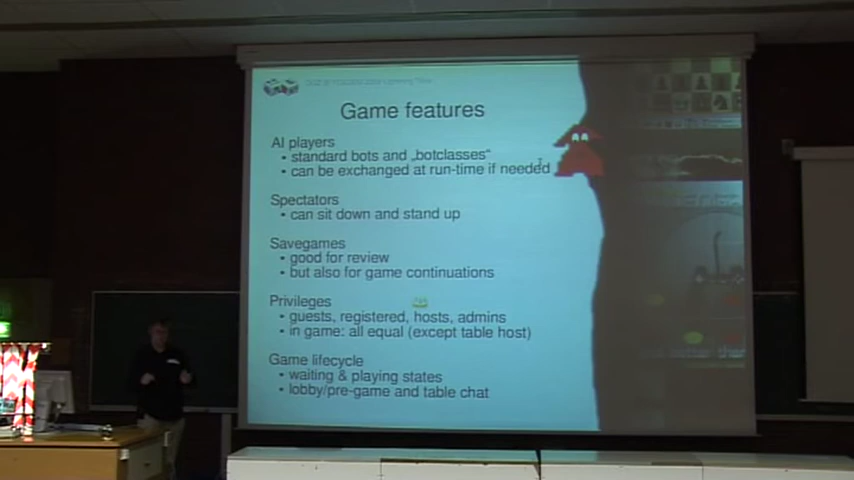 Game features
AI players
• standard bots and „botclasses“
• can be exchanged at run-time if needed
Spectators
• can sit down and stand up
Savegames
• good for review
• but also for game continuations
Privileges
• guests, registered, hosts, admins
• in game: all equal (except table host)
Game lifecycle
• waiting & playing states
• lobby/pre-game and table chat